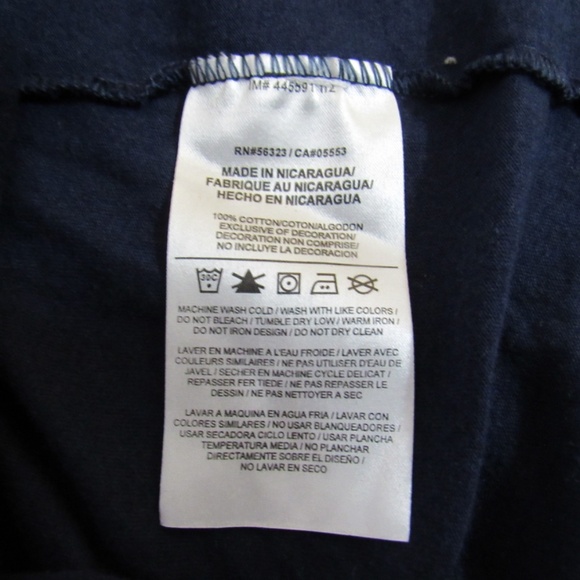 IM# 445591 n2
RN#56323 / CA#05553
MADE IN NICARAGUA/
FABRIQUE AU NICARAGUA/
HECHO EN NICARAGUA
100% COTTON/COTON/ALGODON
EXCLUSIVE OF DECORATION/
DECORATION NON COMPRISE/
NO INCLUYE LA DECORACION
30C
MACHINE WASH COLD / WASH WITH LIKE COLORS /
DO NOT BLEACH / TUMBLE DRY LOW / WARM IRON /
DO NOT IRON DESIGN / DO NOT DRY CLEAN
LAVER EN MACHINE A L'EAU FROIDE / LAVER AVEC
COULEURS SIMILAIRES / NE PAS UTILISER D'EAU DE
JAVEL / SECHER EN MACHINE CYCLE DELICAT /
REPASSER FER TIEDE / NE PAS REPASSER LE
DESSIN / NE PAS NETTOYER A SEC
LAVAR A MAQUINA EN AGUA FRIA / LAVAR CON
COLORES SIMILARES / NO USAR BLANQUEADORES /
USAR SECADORA CICLO LENTO / USAR PLANCHA
TEMPERATURA MEDIA / NO PLANCHAR
DIRECTAMENTE SOBRE EL DISEÑO /
NO LAVAR EN SECO